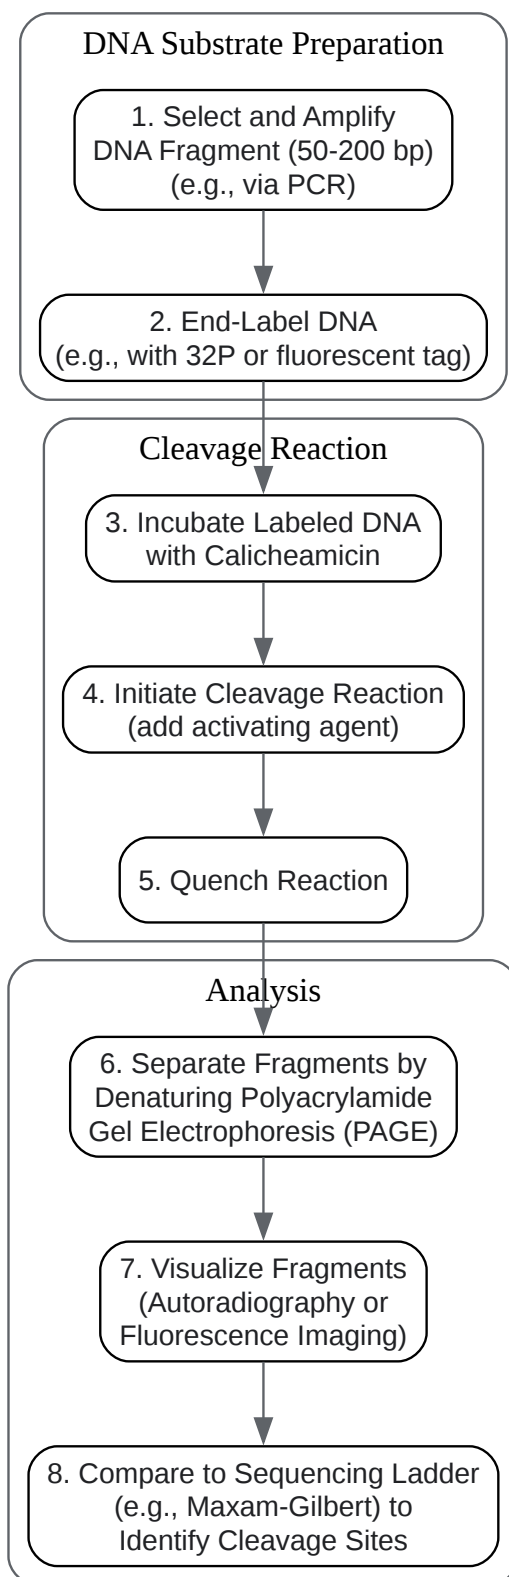 DNA Substrate Preparation
1. Select and Amplify
DNA Fragment (50-200 bp)
(e.g., via PCR)
2. End-Label DNA
(e.g., with 32P or fluorescent tag)
Cleavage Reaction
3. Incubate Labeled DNA
with Calicheamicin
4. Initiate Cleavage Reaction
(add activating agent)
5. Quench Reaction
Analysis
6. Separate Fragments by
Denaturing Polyacrylamide
Gel Electrophoresis (PAGE)
7. Visualize Fragments
(Autoradiography or
Fluorescence Imaging)
8. Compare to Sequencing Ladder
(e.g., Maxam-Gilbert) to
Identify Cleavage Sites